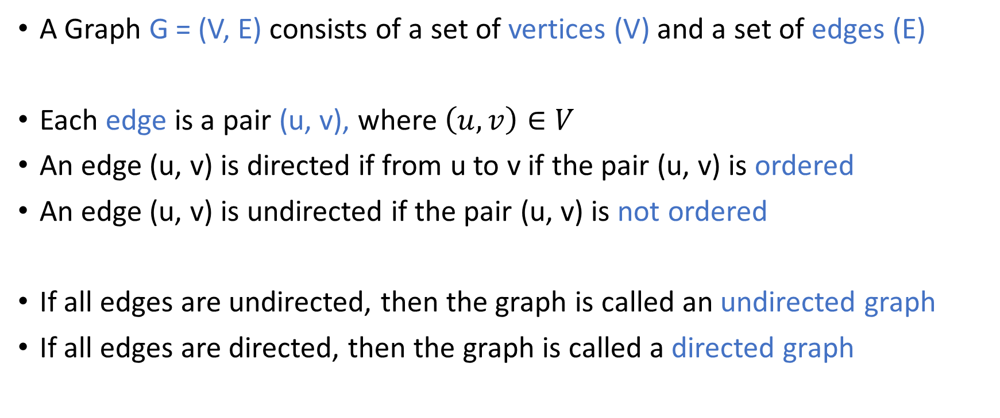 • A Graph G = (V, E) consists of a set of vertices (V) and a set of edges (E)
• Each edge is a pair (u, v), where (u, v) ∈ V
• An edge (u, v) is directed if from u to v if the pair (u, v) is ordered
• An edge (u, v) is undirected if the pair (u, v) is not ordered
• If all edges are undirected, then the graph is called an undirected graph
• If all edges are directed, then the graph is called a directed graph